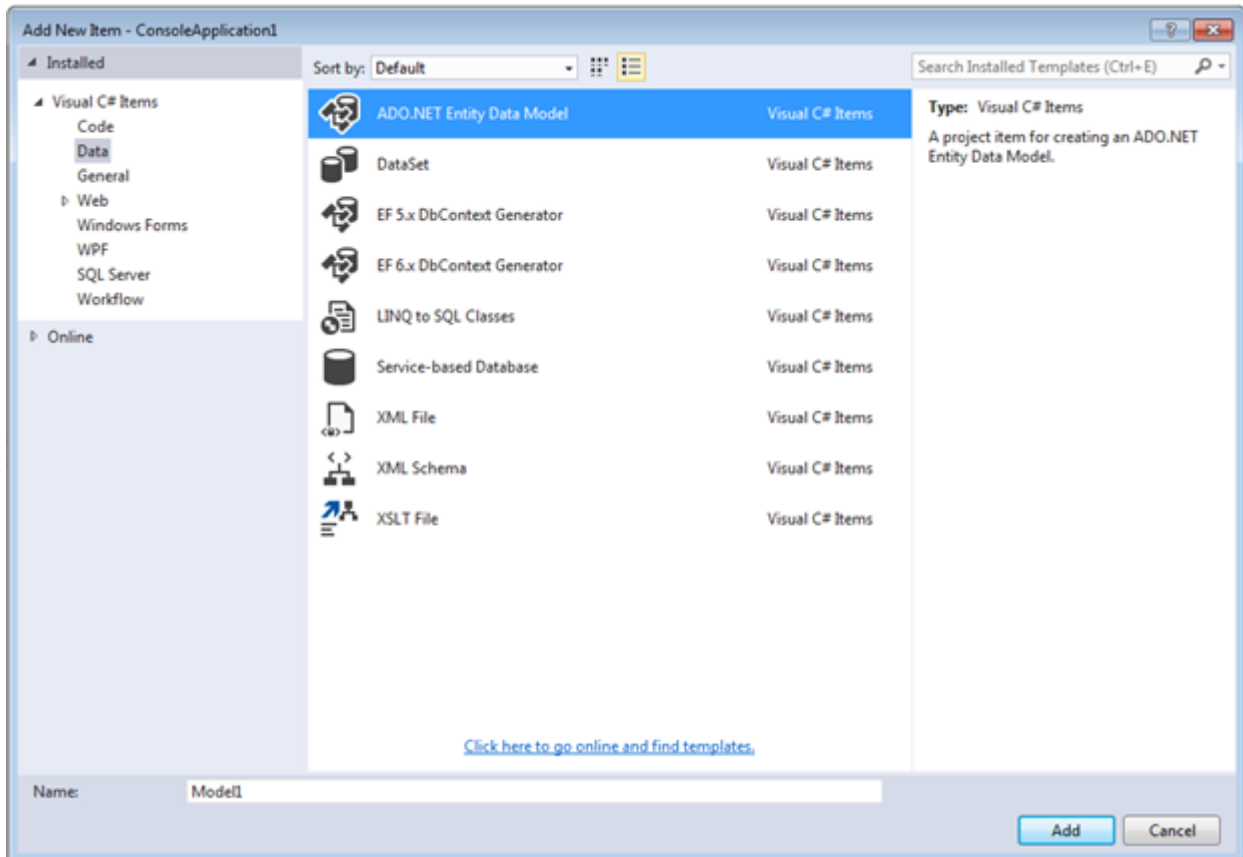 Add New Item - ConsoleApplication1
Installed
Sort by: Default
Search Installed Templates (Ctrl+E)
Visual C# Items
Code
Data
General
Web
Windows Forms
WPF
SQL Server
Workflow
Online
ADO.NET Entity Data Model Visual C# Items
DataSet Visual C# Items
EF 5.x DbContext Generator Visual C# Items
EF 6.x DbContext Generator Visual C# Items
LINQ to SQL Classes Visual C# Items
Service-based Database Visual C# Items
XML File Visual C# Items
XML Schema Visual C# Items
XSLT File Visual C# Items
Click here to go online and find templates.
Type: Visual C# Items
A project item for creating an ADO.NET
Entity Data Model.
Name: Model1
Add Cancel